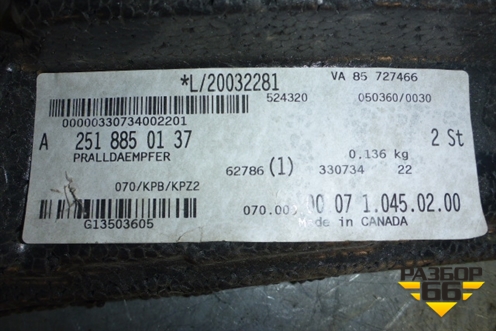 *L/20032281 VA 85 727466
524320 050360/0030
00000330734002201
A 251 885 01 37 2 St
PRALLDAEMPFER 0.136 kg
62786 (1) 330734 22
070/KPB/KPZ2
070.00 00 07 1.045.02.00
G13503605 de in CANADA
РАЗБОР
66